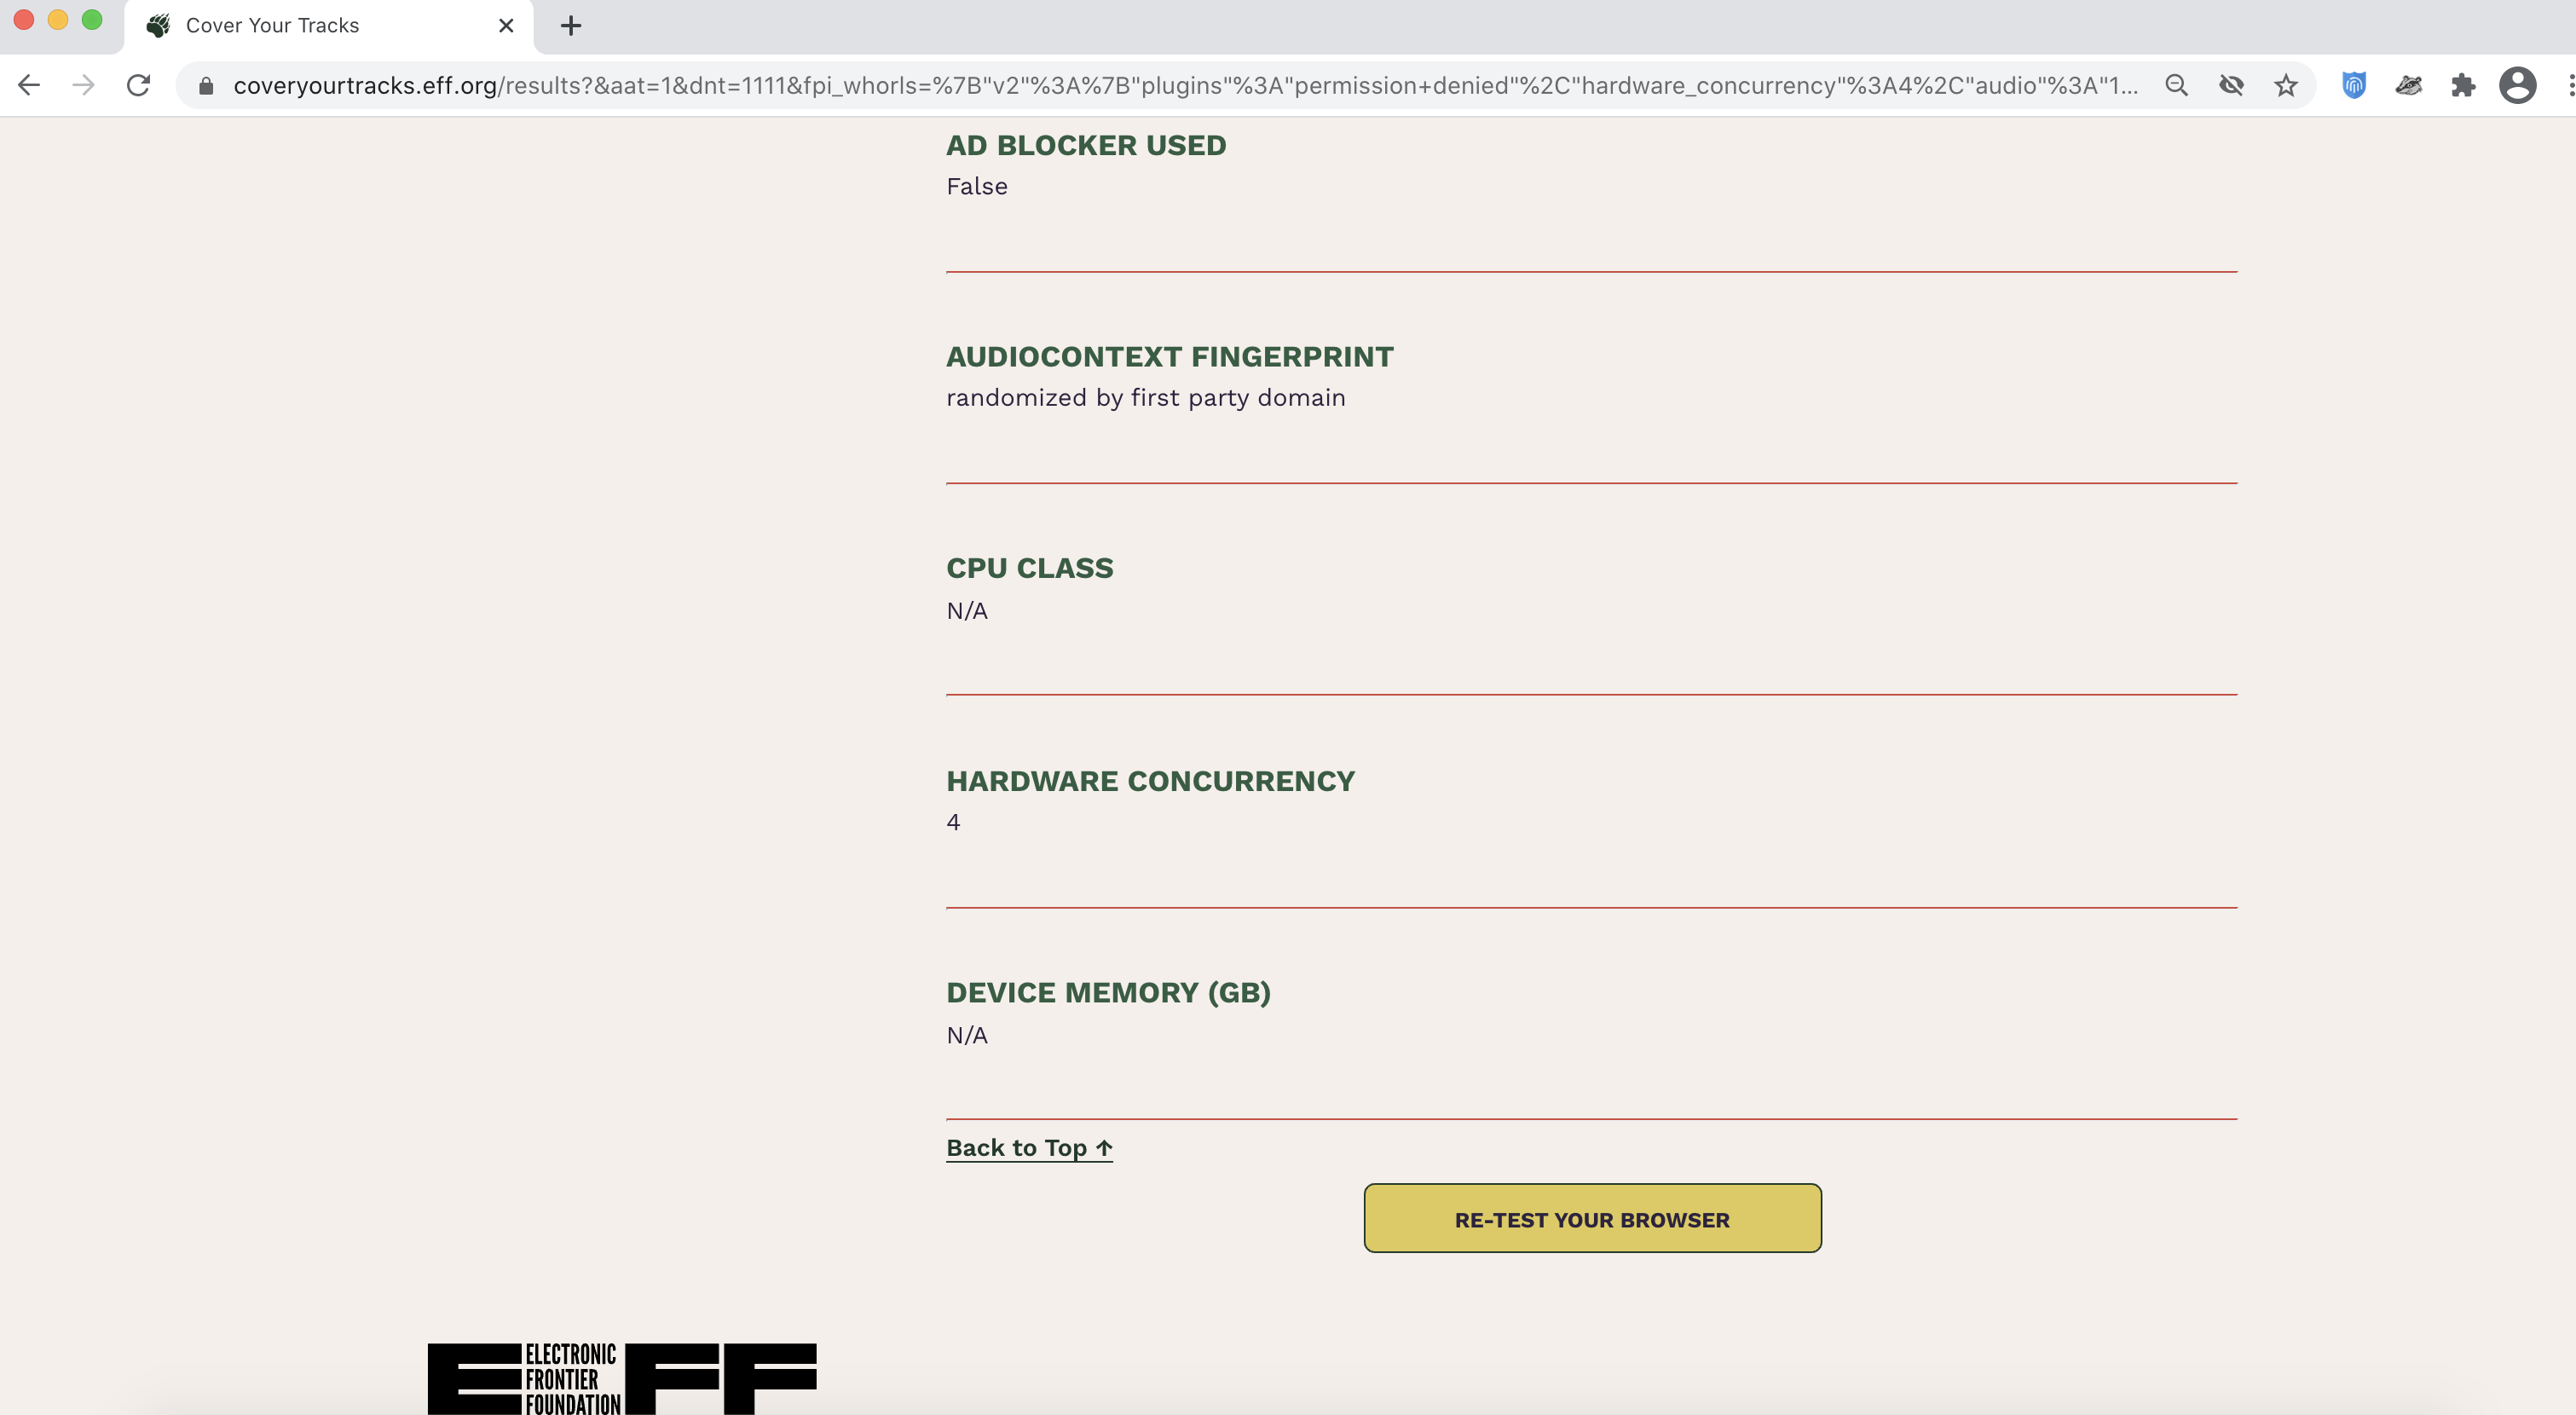 Cover Your Tracks
coveryourtracks.eff.org/results?&aat=1&dnt=1111&fpi_whorls=%7B"v2"%3A%7B"plugins"%3A"permission+denied"%2C"hardware_concurrency"%3A4%2C"audio"%3A"1...
AD BLOCKER USED
False
AUDIOCONTEXT FINGERPRINT
randomized by first party domain
CPU CLASS
N/A
HARDWARE CONCURRENCY
4
DEVICE MEMORY (GB)
N/A
Back to Top ↑
RE-TEST YOUR BROWSER
EFF
ELECTRONIC
FRONTIER
FOUNDATION